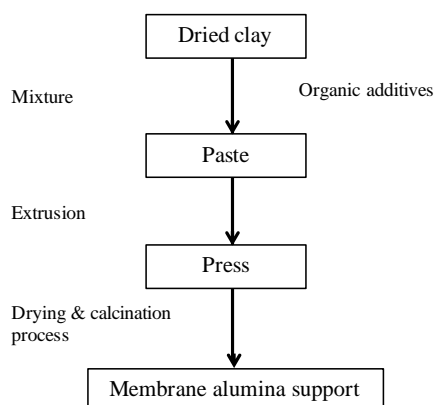 Dried clay
Organic additives
Mixture
Paste
Extrusion
Press
Drying & calcination
process
Membrane alumina support